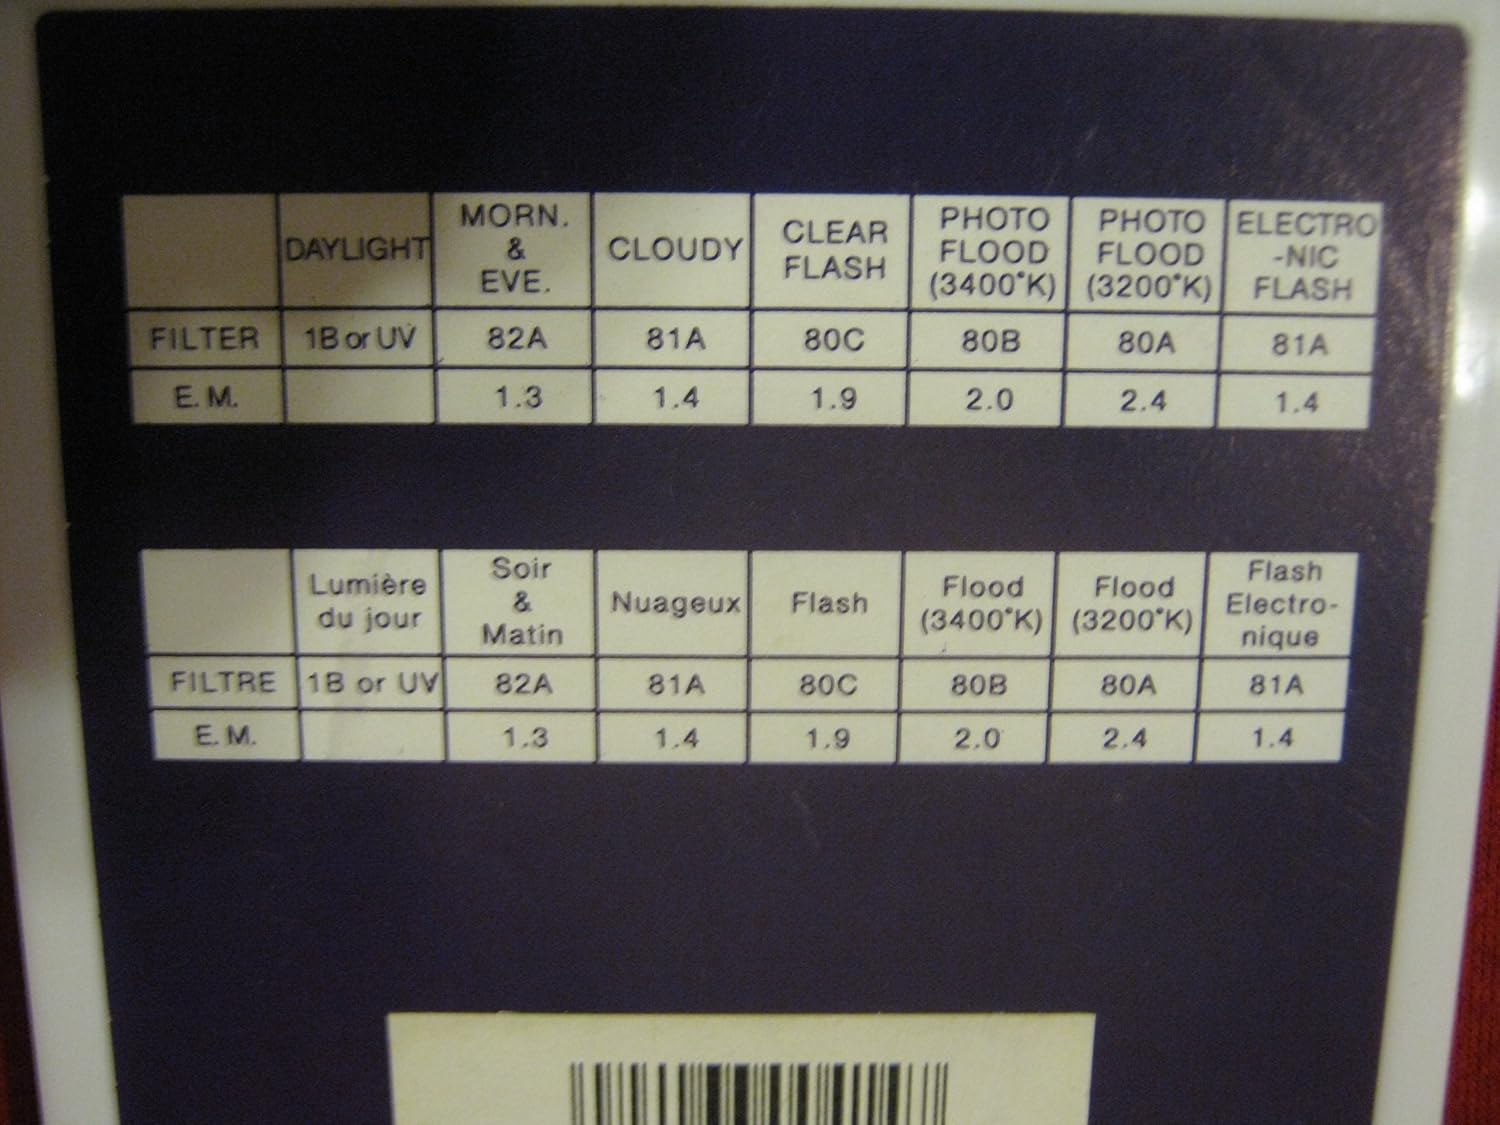 DAYLIGHT MORN. & EVE. CLOUDY CLEAR FLASH PHOTO FLOOD (3400°K) PHOTO FLOOD (3200°K) ELECTRO -NIC FLASH
FILTER 1B or UV 82A 81A 80C 80B 80A 81A
E. M. 1.3 1.4 1.9 2.0 2.4 1.4
Lumière du jour Soir & Matin Nuageux Flash Flood (3400°K) Flood (3200°K) Flash Electro- nique
FILTRE 1B or UV 82A 81A 80C 80B 80A 81A
E. M. 1.3 1.4 1.9 2.0 2.4 1.4